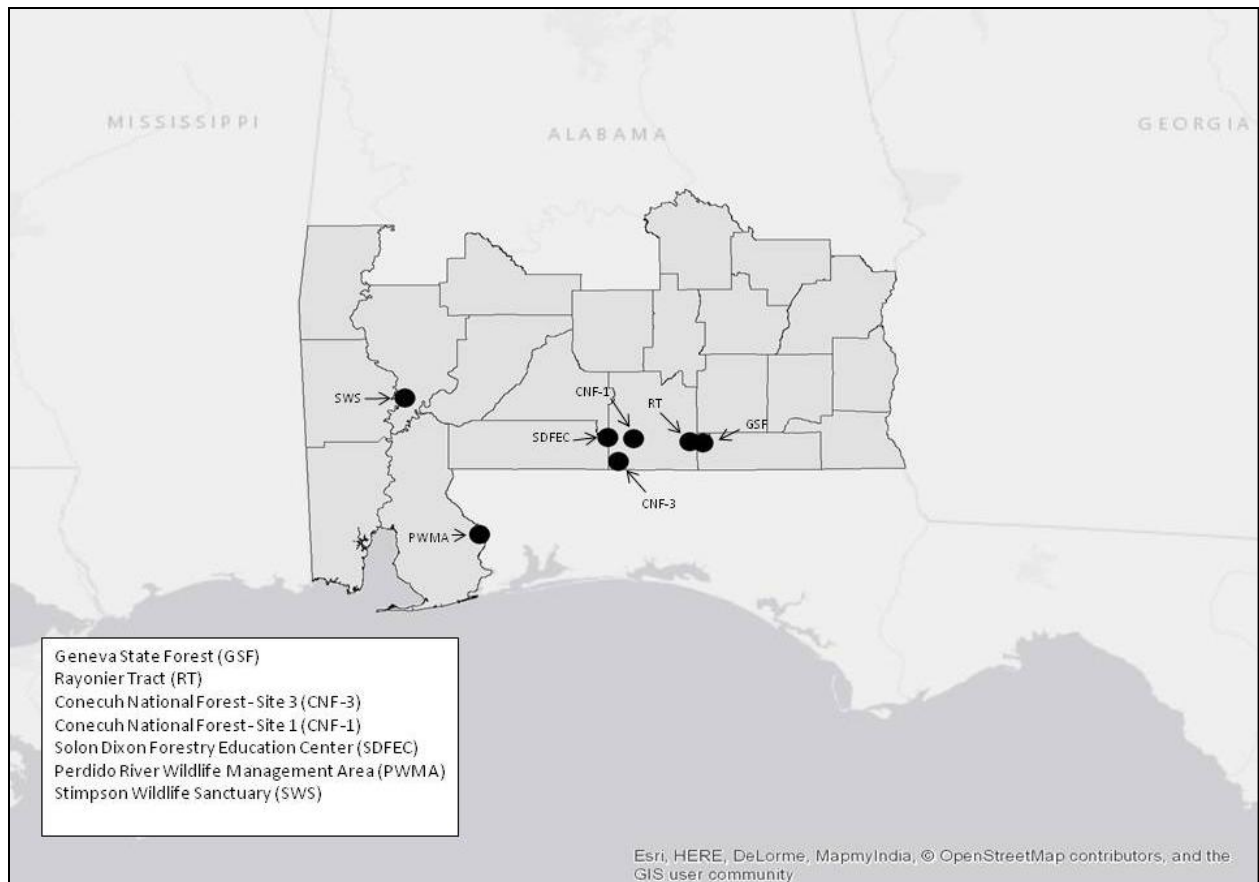 MISSISSIPPI
ALABAMA
GEORGIA
SWS
CNF-1
RT
GSF
SDFEC
CNF-3
PWMA
Geneva State Forest (GSF)
Rayonier Tract (RT)
Conecuh National Forest- Site 3 (CNF-3)
Conecuh National Forest- Site 1 (CNF-1)
Solon Dixon Forestry Education Center (SDFEC)
Perdido River Wildlife Management Area (PWMA)
Stimpson Wildlife Sanctuary (SWS)
Esri, HERE, DeLorme, MapmyIndia, © OpenStreetMap contributors, and the
GIS user community